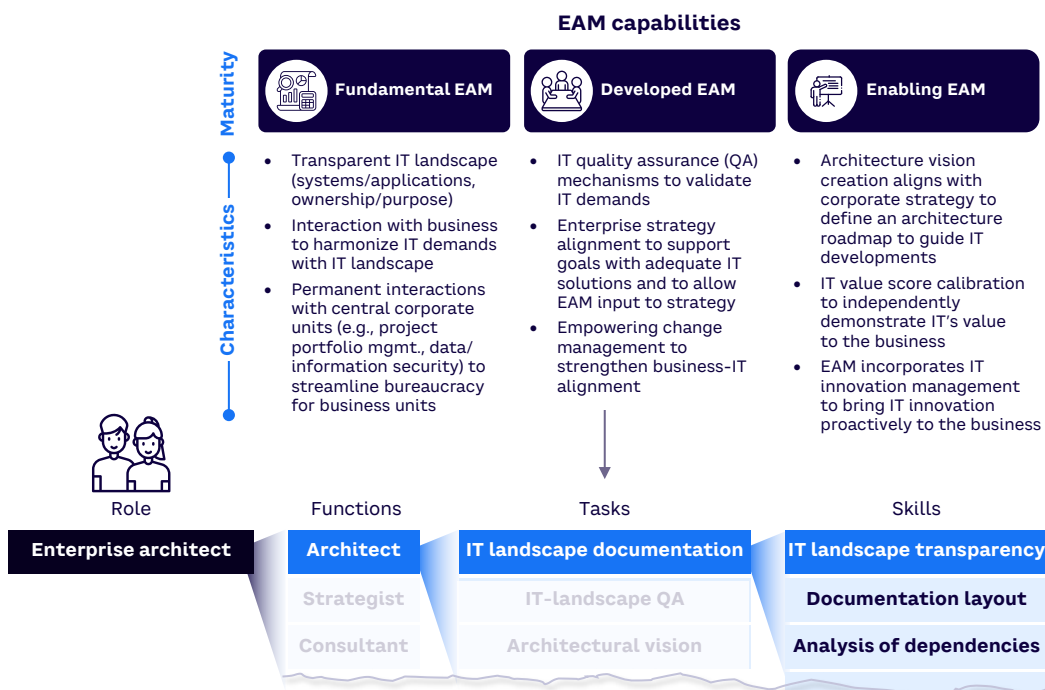 EAM capabilities
Maturity
Characteristics
Fundamental EAM
• Transparent IT landscape
(systems/applications,
ownership/purpose)
• Interaction with business
to harmonize IT demands
with IT landscape
• Permanent interactions
with central corporate
units (e.g., project
portfolio mgmt., data/
information security) to
streamline bureaucracy
for business units
Developed EAM
• IT quality assurance (QA)
mechanisms to validate
IT demands
• Enterprise strategy
alignment to support
goals with adequate IT
solutions and to allow
EAM input to strategy
• Empowering change
management to
strengthen business-IT
alignment
Enabling EAM
• Architecture vision
creation aligns with
corporate strategy to
define an architecture
roadmap to guide IT
developments
• IT value score calibration
to independently
demonstrate IT's value
to the business
• EAM incorporates IT
innovation management
to bring IT innovation
proactively to the business
Role
Enterprise architect
Functions
Architect
Strategist
Consultant
Tasks
IT landscape documentation
IT-landscape QA
Architectural vision
Skills
IT landscape transparency
Documentation layout
Analysis of dependencies